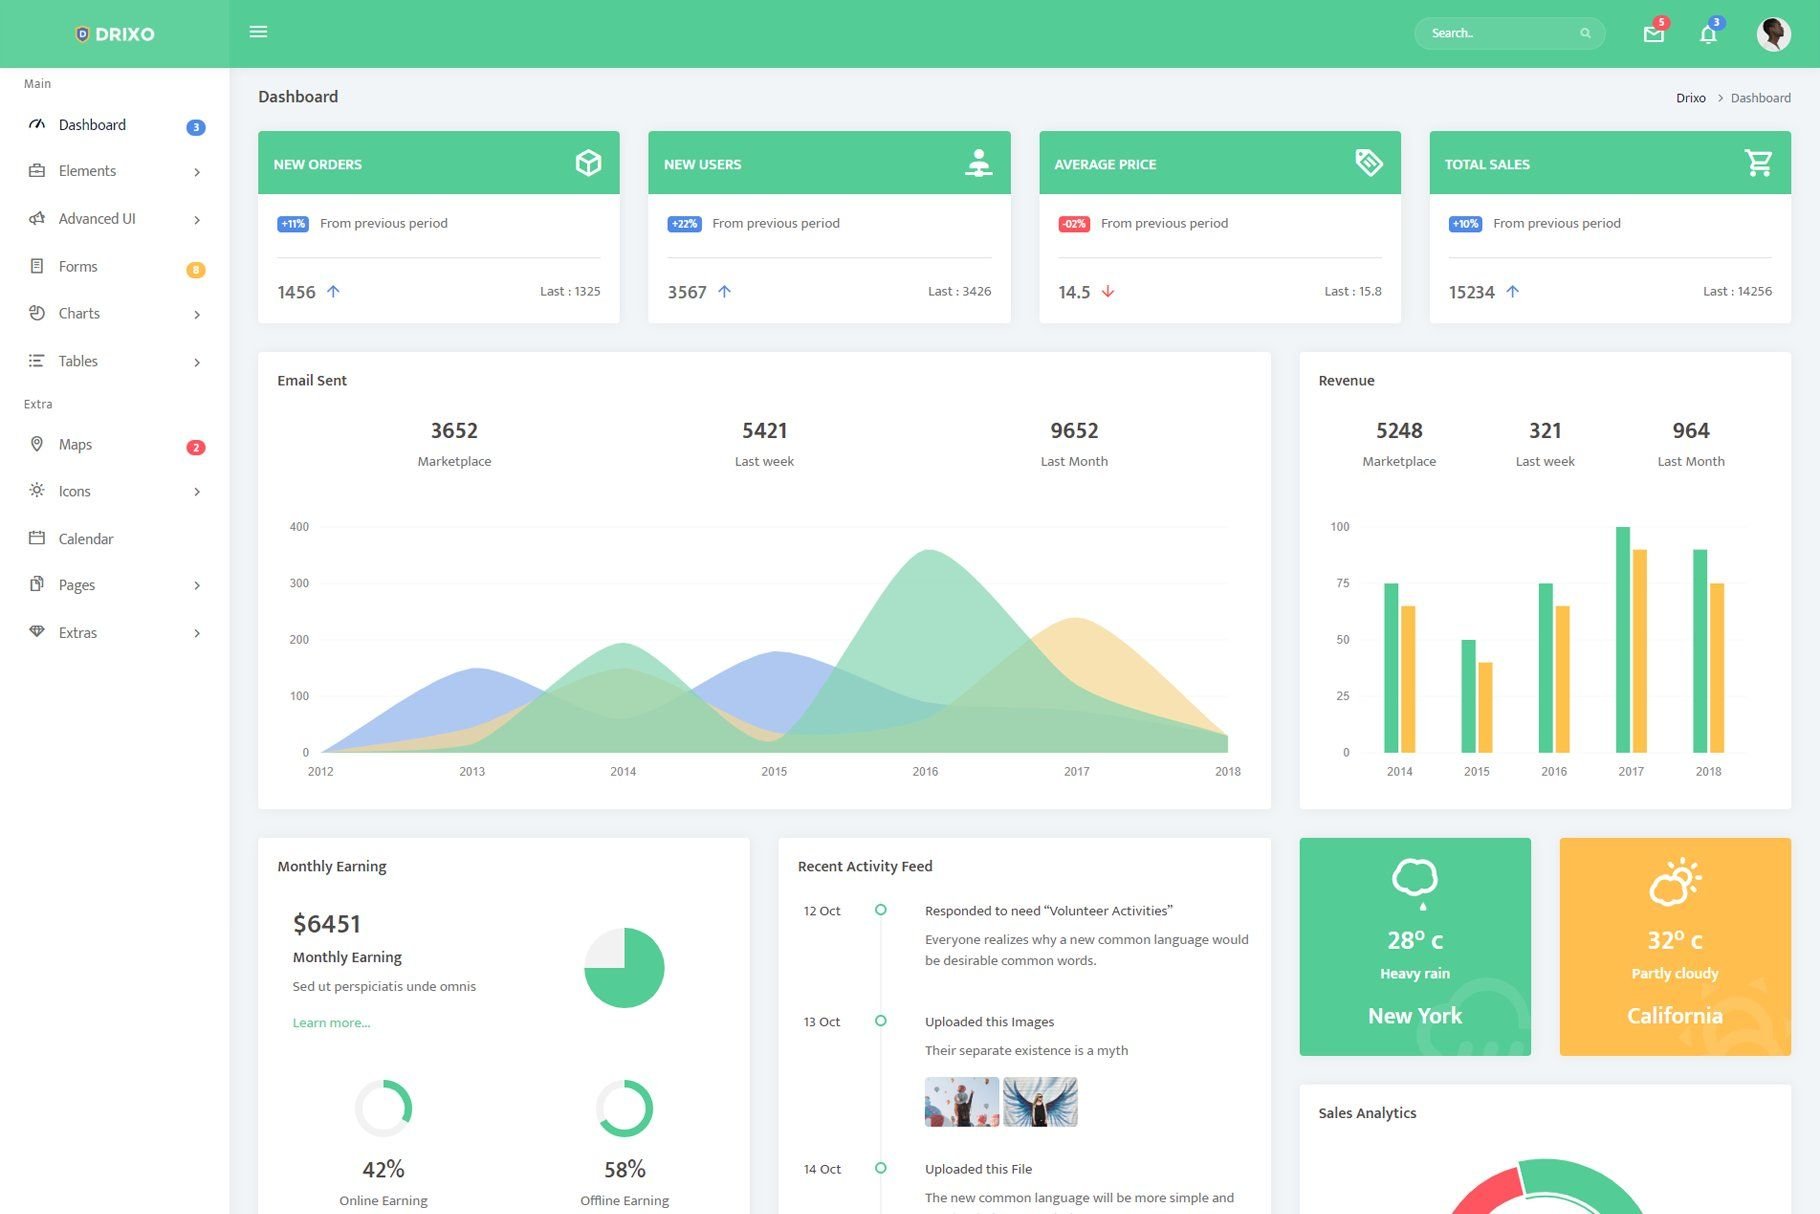 D DRIXO
Search..
5
3
Main
Dashboard 3
Elements
Advanced UI
Forms 8
Charts
Tables
Extra
Maps 2
Icons
Calendar
Pages
Extras
Dashboard
Drixo > Dashboard
NEW ORDERS
+11% From previous period
1456 Last : 1325
NEW USERS
+22% From previous period
3567 Last : 3426
AVERAGE PRICE
-02% From previous period
14.5 Last : 15.8
TOTAL SALES
+10% From previous period
15234 Last : 14256
Email Sent
3652 5421 9652
Marketplace Last week Last Month
400
300
200
100
0
2012 2013 2014 2015 2016 2017 2018
Revenue
5248 321 964
Marketplace Last week Last Month
100
75
50
25
0
2014 2015 2016 2017 2018
Monthly Earning
$6451
Monthly Earning
Sed ut perspiciatis unde omnis
Learn more...
42% 58%
Online Earning Offline Earning
Recent Activity Feed
12 Oct Responded to need “Volunteer Activities”
Everyone realizes why a new common language would
be desirable common words.
13 Oct Uploaded this Images
Their separate existence is a myth
14 Oct Uploaded this File
The new common language will be more simple and
28° c
Heavy rain
New York
32° c
Partly cloudy
California
Sales Analytics